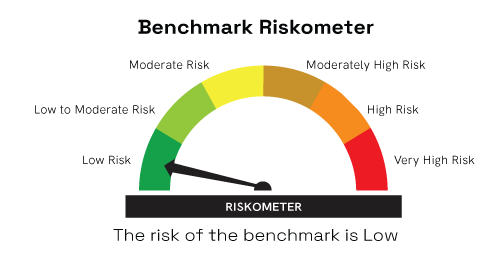 Benchmark Riskometer
Moderate Risk
Moderately High Risk
Low to Moderate Risk
High Risk
Low Risk
Very High Risk
RISKOMETER
The risk of the benchmark is Low